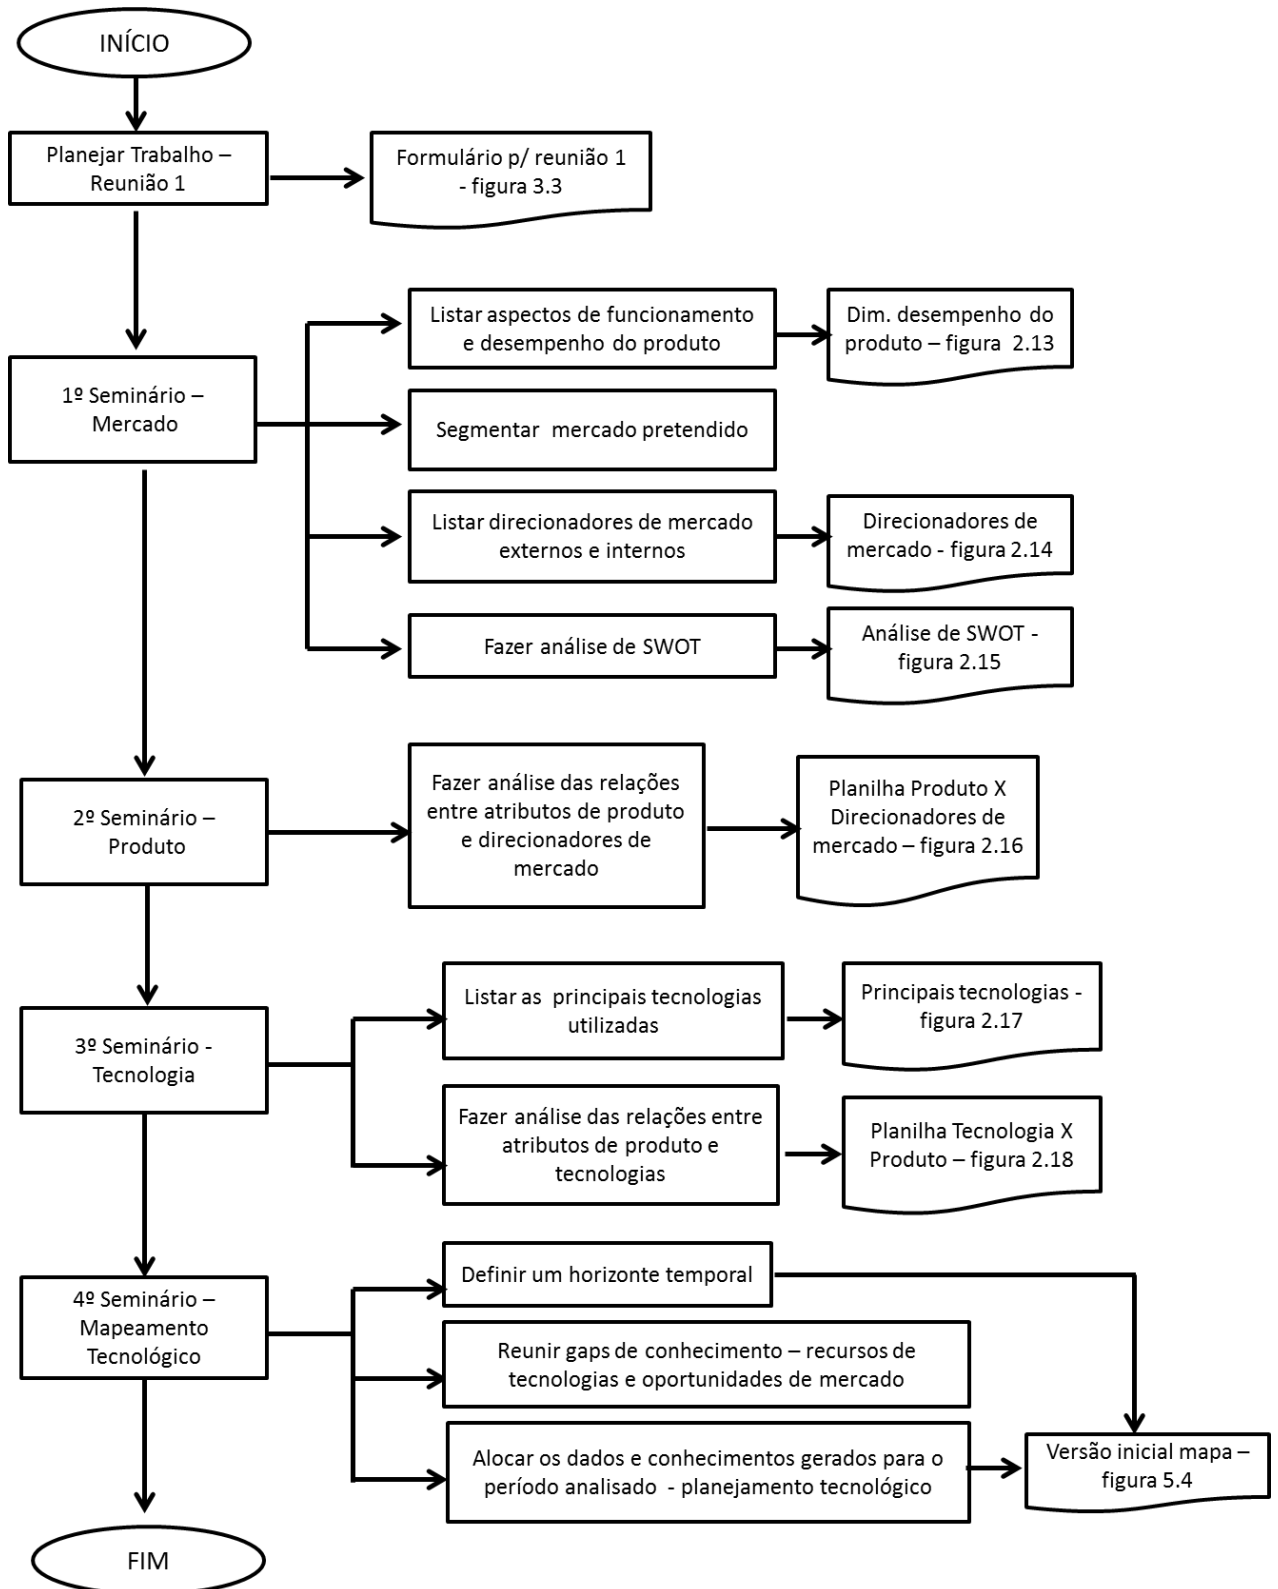 INÍCIO
Planejar Trabalho –
Reunião 1
Formulário p/ reunião 1
- figura 3.3
1º Seminário –
Mercado
Listar aspectos de funcionamento
e desempenho do produto
Dim. desempenho do
produto – figura 2.13
Segmentar mercado pretendido
Listar direcionadores de mercado
externos e internos
Direcionadores de
mercado - figura 2.14
Fazer análise de SWOT
Análise de SWOT -
figura 2.15
2º Seminário –
Produto
Fazer análise das relações
entre atributos de produto
e direcionadores de
mercado
Planilha Produto X
Direcionadores de
mercado – figura 2.16
3º Seminário -
Tecnologia
Listar as principais tecnologias
utilizadas
Principais tecnologias -
figura 2.17
Fazer análise das relações entre
atributos de produto e
tecnologias
Planilha Tecnologia X
Produto – figura 2.18
4º Seminário –
Mapeamento
Tecnológico
Definir um horizonte temporal
Reunir gaps de conhecimento – recursos de
tecnologias e oportunidades de mercado
Alocar os dados e conhecimentos gerados para o
período analisado - planejamento tecnológico
Versão inicial mapa –
figura 5.4
FIM